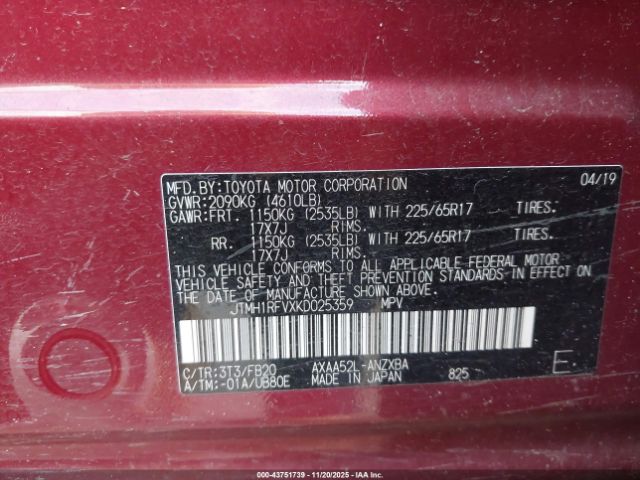 MFD. BY: TOYOTA MOTOR CORPORATION 04/19
GVWR: 2090KG (4610LB)
GAWR: FRT. 1150KG (2535LB) WITH 225/65R17 TIRES.
17X7J RIMS.
RR. 1150KG (2535LB) WITH 225/65R17 TIRES.
17X7J RIMS.
THIS VEHICLE CONFORMS TO ALL APPLICABLE FEDERAL MOTOR
VEHICLE SAFETY AND THEFT PREVENTION STANDARDS IN EFFECT ON
THE DATE OF MANUFACTURE SHOWN ABOVE.
JTMH1RFVXKD025359 MPV
C/TR: 3T3/FB20 AXAA52L-ANZXBA E
A/TM: -01A/UB80E MADE IN JAPAN 825
000-43751739 | 11/20/2025 | IAA Inc. - Copyright ©